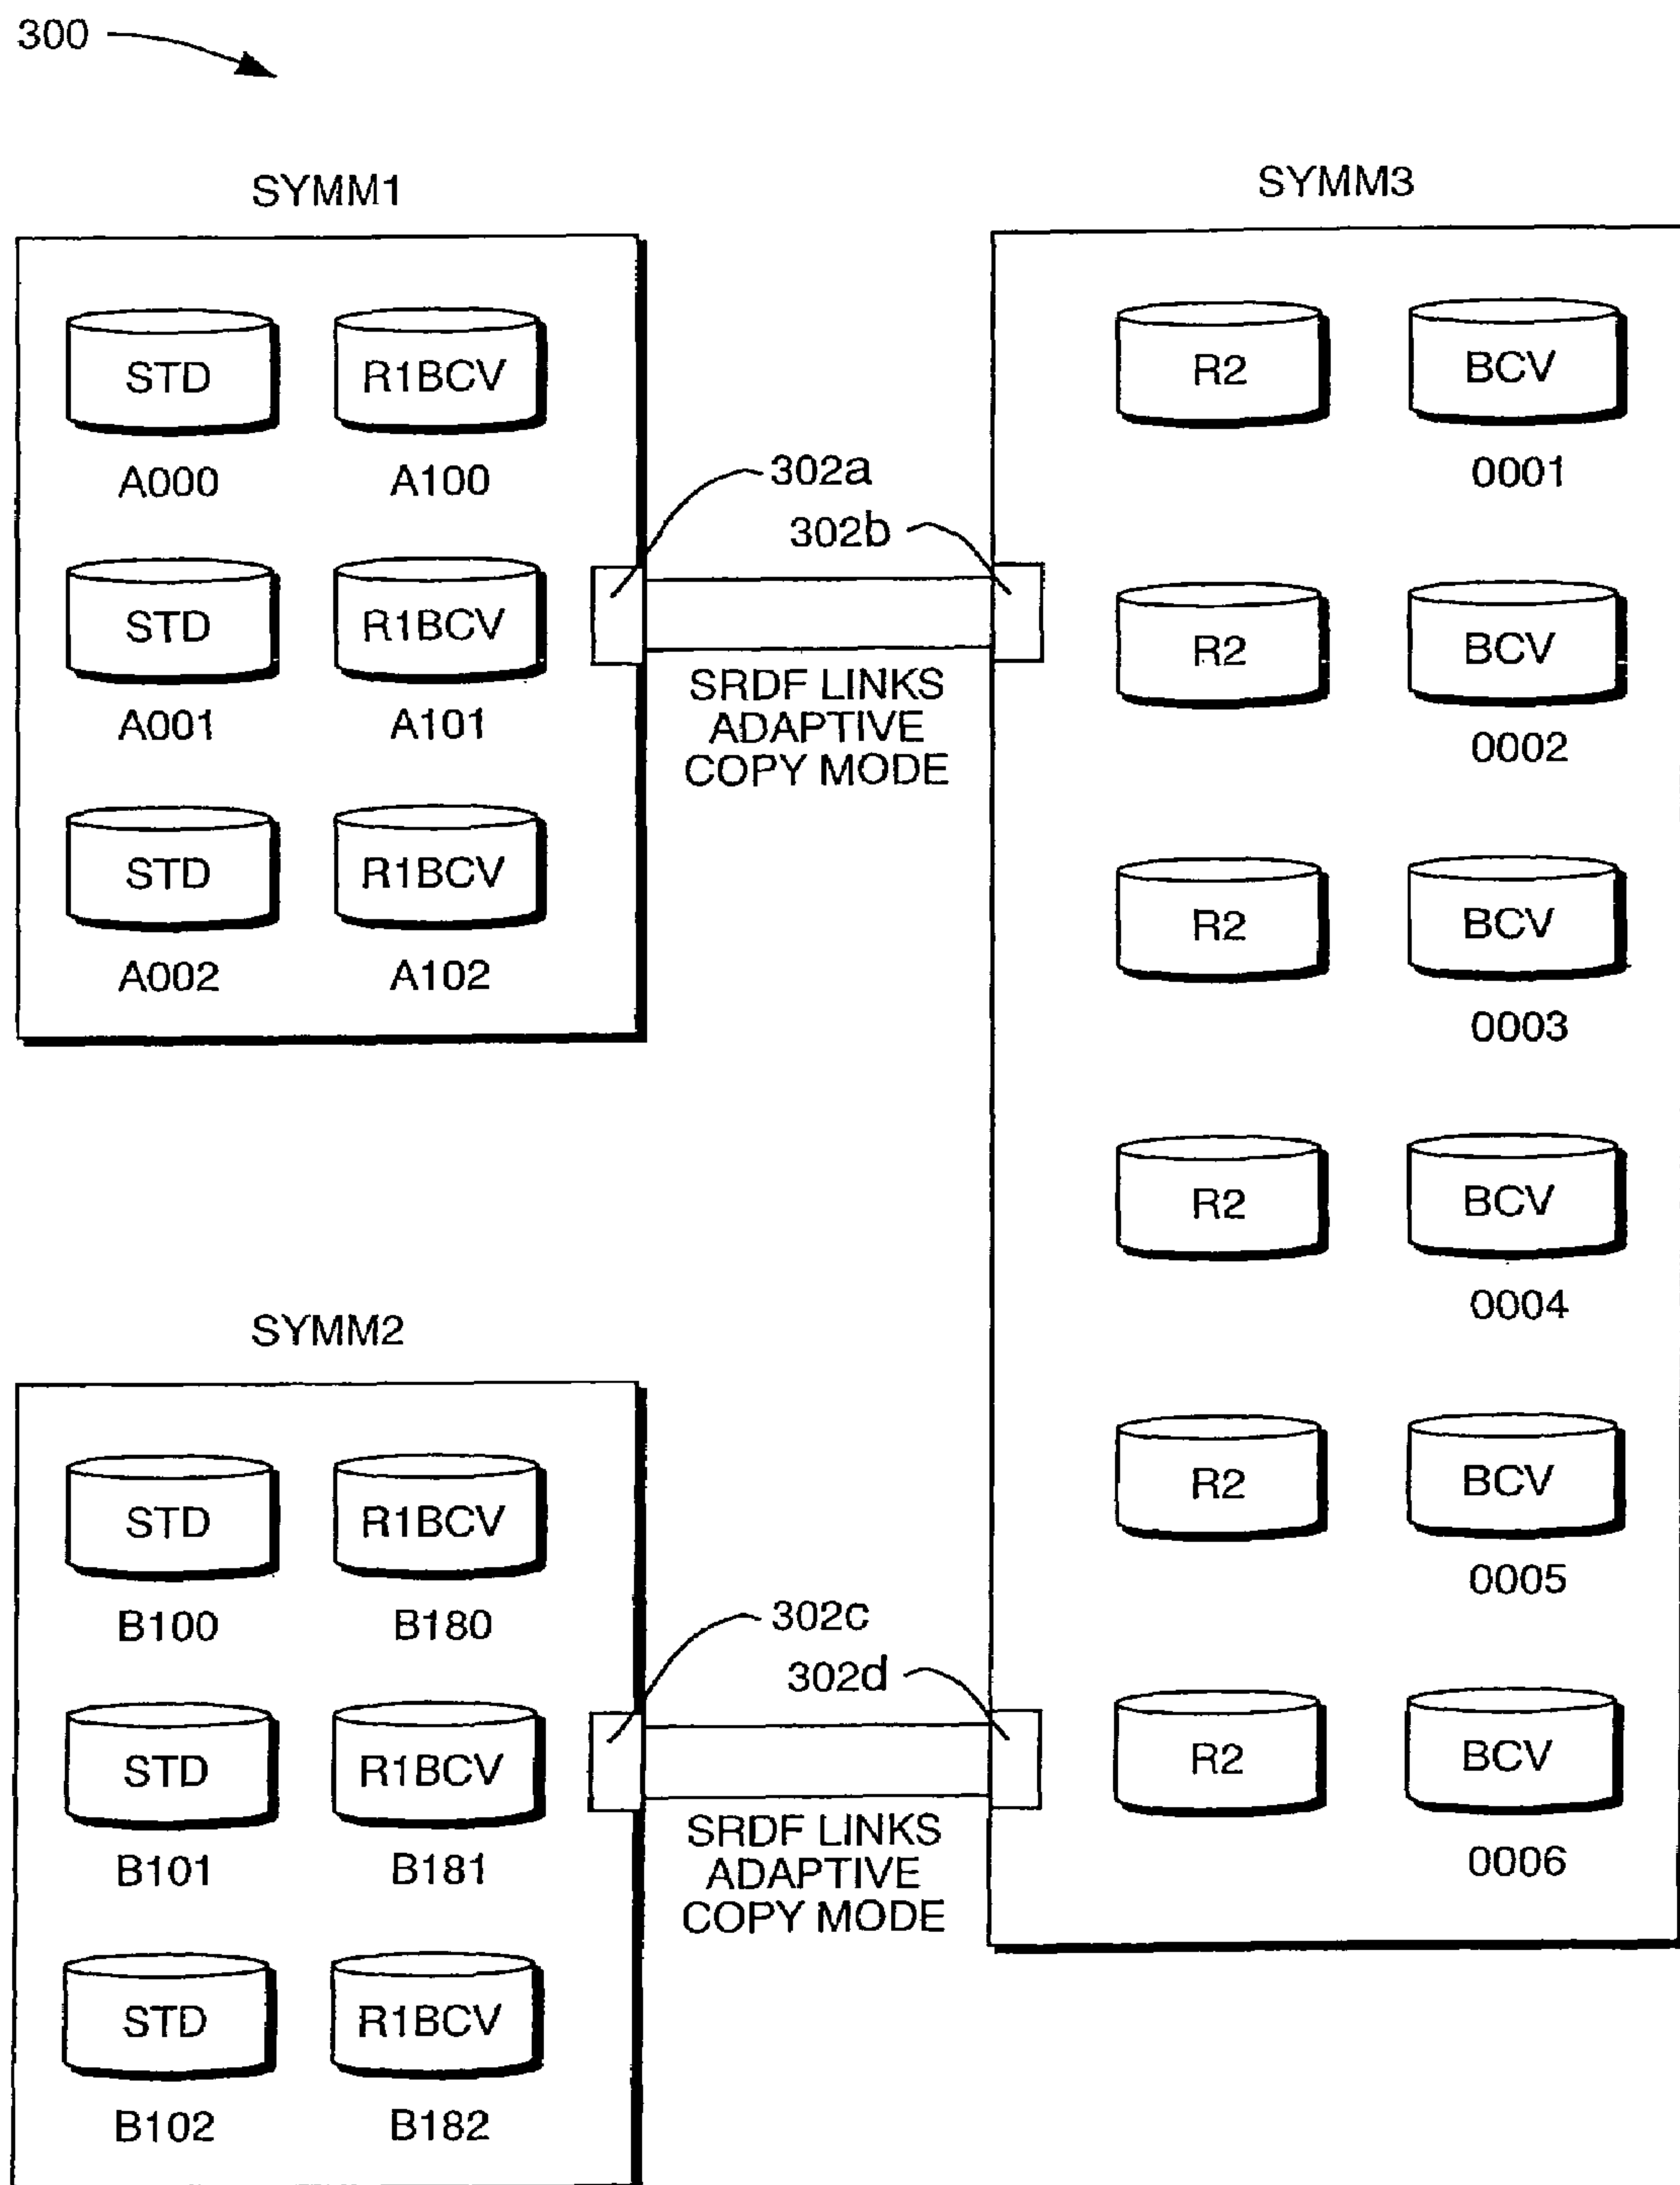 300
SYMM1
STD R1BCV
A000 A100
STD R1BCV
A001 A101
STD R1BCV
A002 A102
302a
302b
SRDF LINKS
ADAPTIVE
COPY MODE
SYMM3
R2 BCV
0001
R2 BCV
0002
R2 BCV
0003
R2 BCV
0004
R2 BCV
0005
R2 BCV
0006
SYMM2
STD R1BCV
B100 B180
STD R1BCV
B101 B181
STD R1BCV
B102 B182
302c
302d
SRDF LINKS
ADAPTIVE
COPY MODE